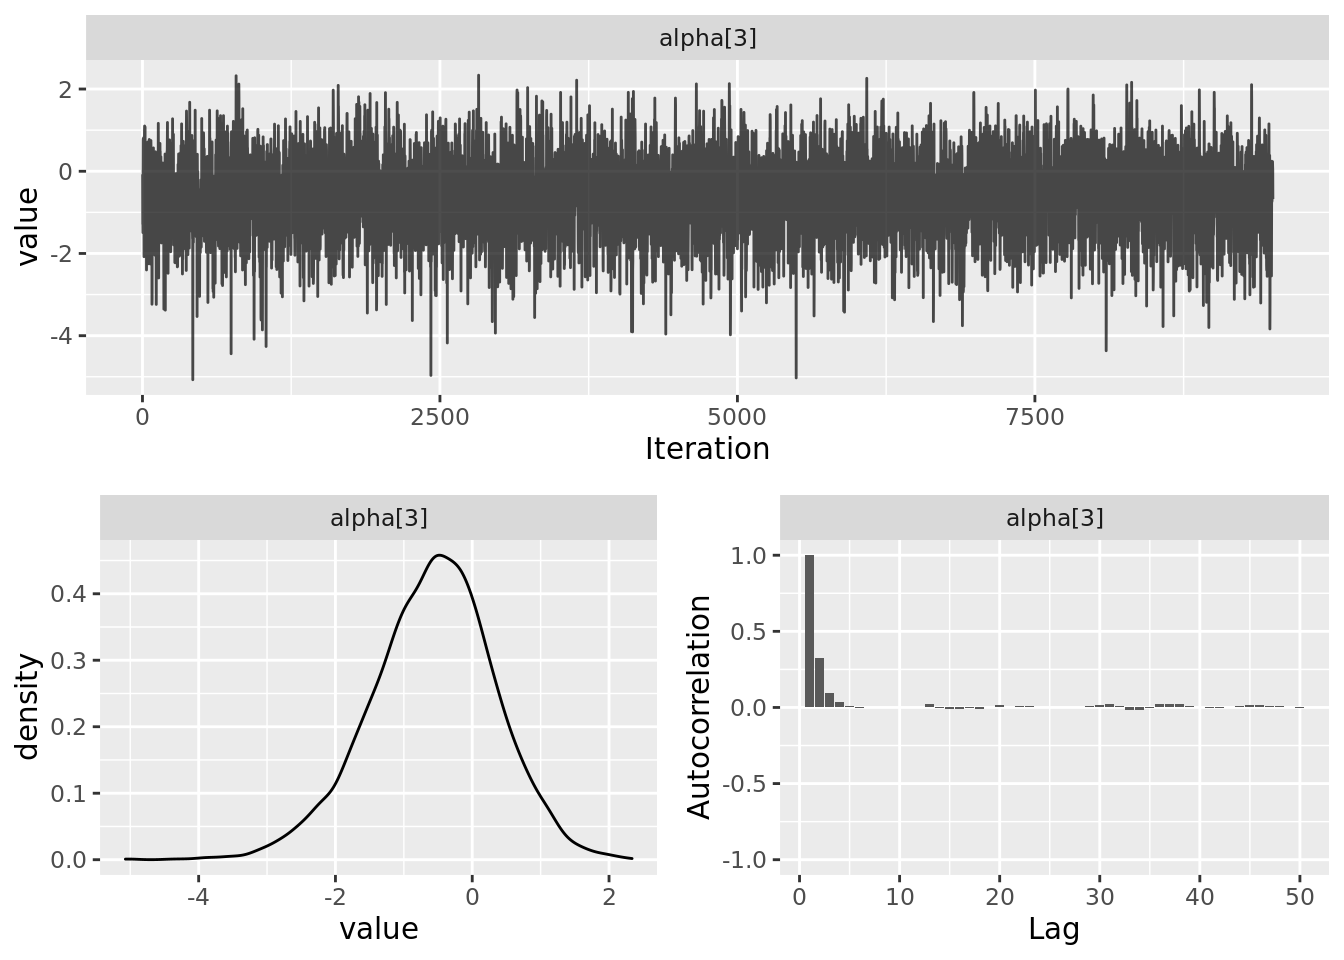 alpha[3]
2
0
-2
-4
value
0 2500 5000 7500
Iteration
alpha[3] alpha[3]
0.4
0.3
0.2
0.1
0.0
density
-4 -2 0 2
value
1.0
0.5
0.0
-0.5
-1.0
Autocorrelation
0 10 20 30 40 50
Lag